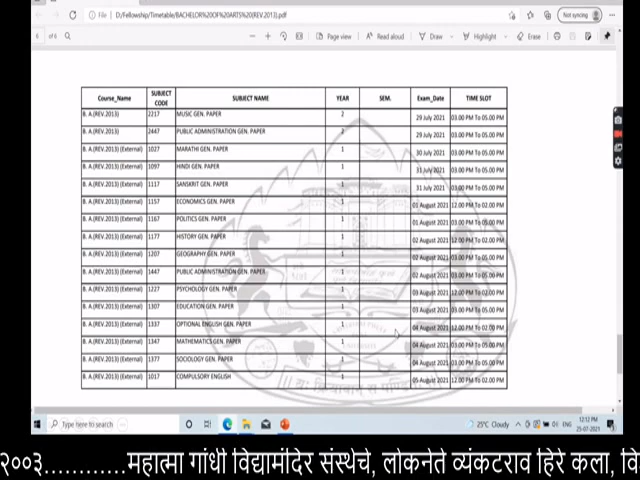 File | D:/Fellowship/Timetable/BACHELOR%20OF%20ARTS%20(REV.2013).pdf
Not syncing
6 of 6
Page view
Read aloud
Draw
Highlight
Erase
Course_Name SUBJECT CODE SUBJECT NAME YEAR SEM. Exam_Date TIME SLOT
B. A.(REV.2013) 2217 MUSIC GEN. PAPER 2 29 July 2021 03.00 PM To 05.00 PM
B. A.(REV.2013) 2447 PUBLIC ADMINISTRATION GEN. PAPER 2 29 July 2021 03.00 PM To 05.00 PM
B. A.(REV.2013) (External) 1027 MARATHI GEN. PAPER 1 30 July 2021 03.00 PM To 05.00 PM
B. A.(REV.2013) (External) 1097 HINDI GEN. PAPER 1 31 July 2021 03.00 PM To 05.00 PM
B. A.(REV.2013) (External) 1117 SANSKRIT GEN. PAPER 1 31 July 2021 03.00 PM To 05.00 PM
B. A.(REV.2013) (External) 1157 ECONOMICS GEN. PAPER 1 01 August 2021 12.00 PM To 02.00 PM
B. A.(REV.2013) (External) 1167 POLITICS GEN. PAPER 1 01 August 2021 03.00 PM To 05.00 PM
B. A.(REV.2013) (External) 1177 HISTORY GEN. PAPER 1 02 August 2021 12.00 PM To 02.00 PM
B. A.(REV.2013) (External) 1207 GEOGRAPHY GEN. PAPER 1 02 August 2021 03.00 PM To 05.00 PM
B. A.(REV.2013) (External) 1447 PUBLIC ADMINISTRATION GEN. PAPER 1 02 August 2021 03.00 PM To 05.00 PM
B. A.(REV.2013) (External) 1227 PSYCHOLOGY GEN. PAPER 1 03 August 2021 12.00 PM To 02.00 PM
B. A.(REV.2013) (External) 1307 EDUCATION GEN. PAPER 1 03 August 2021 03.00 PM To 05.00 PM
B. A.(REV.2013) (External) 1337 OPTIONAL ENGLISH GEN. PAPER 1 04 August 2021 12.00 PM To 02.00 PM
B. A.(REV.2013) (External) 1347 MATHEMATICS GEN. PAPER 1 04 August 2021 03.00 PM To 05.00 PM
B. A.(REV.2013) (External) 1377 SOCIOLOGY GEN. PAPER 1 04 August 2021 03.00 PM To 05.00 PM
B. A.(REV.2013) (External) 1017 COMPULSORY ENGLISH 1 05 August 2021 12.00 PM To 02.00 PM
Type here to search
25°C Cloudy
ENG
12:12 PM
25-07-2021
२००३............महात्मा गांधी विद्यामंदिर संस्थेचे, लोकनेते व्यंकटराव हिरे कला, वि